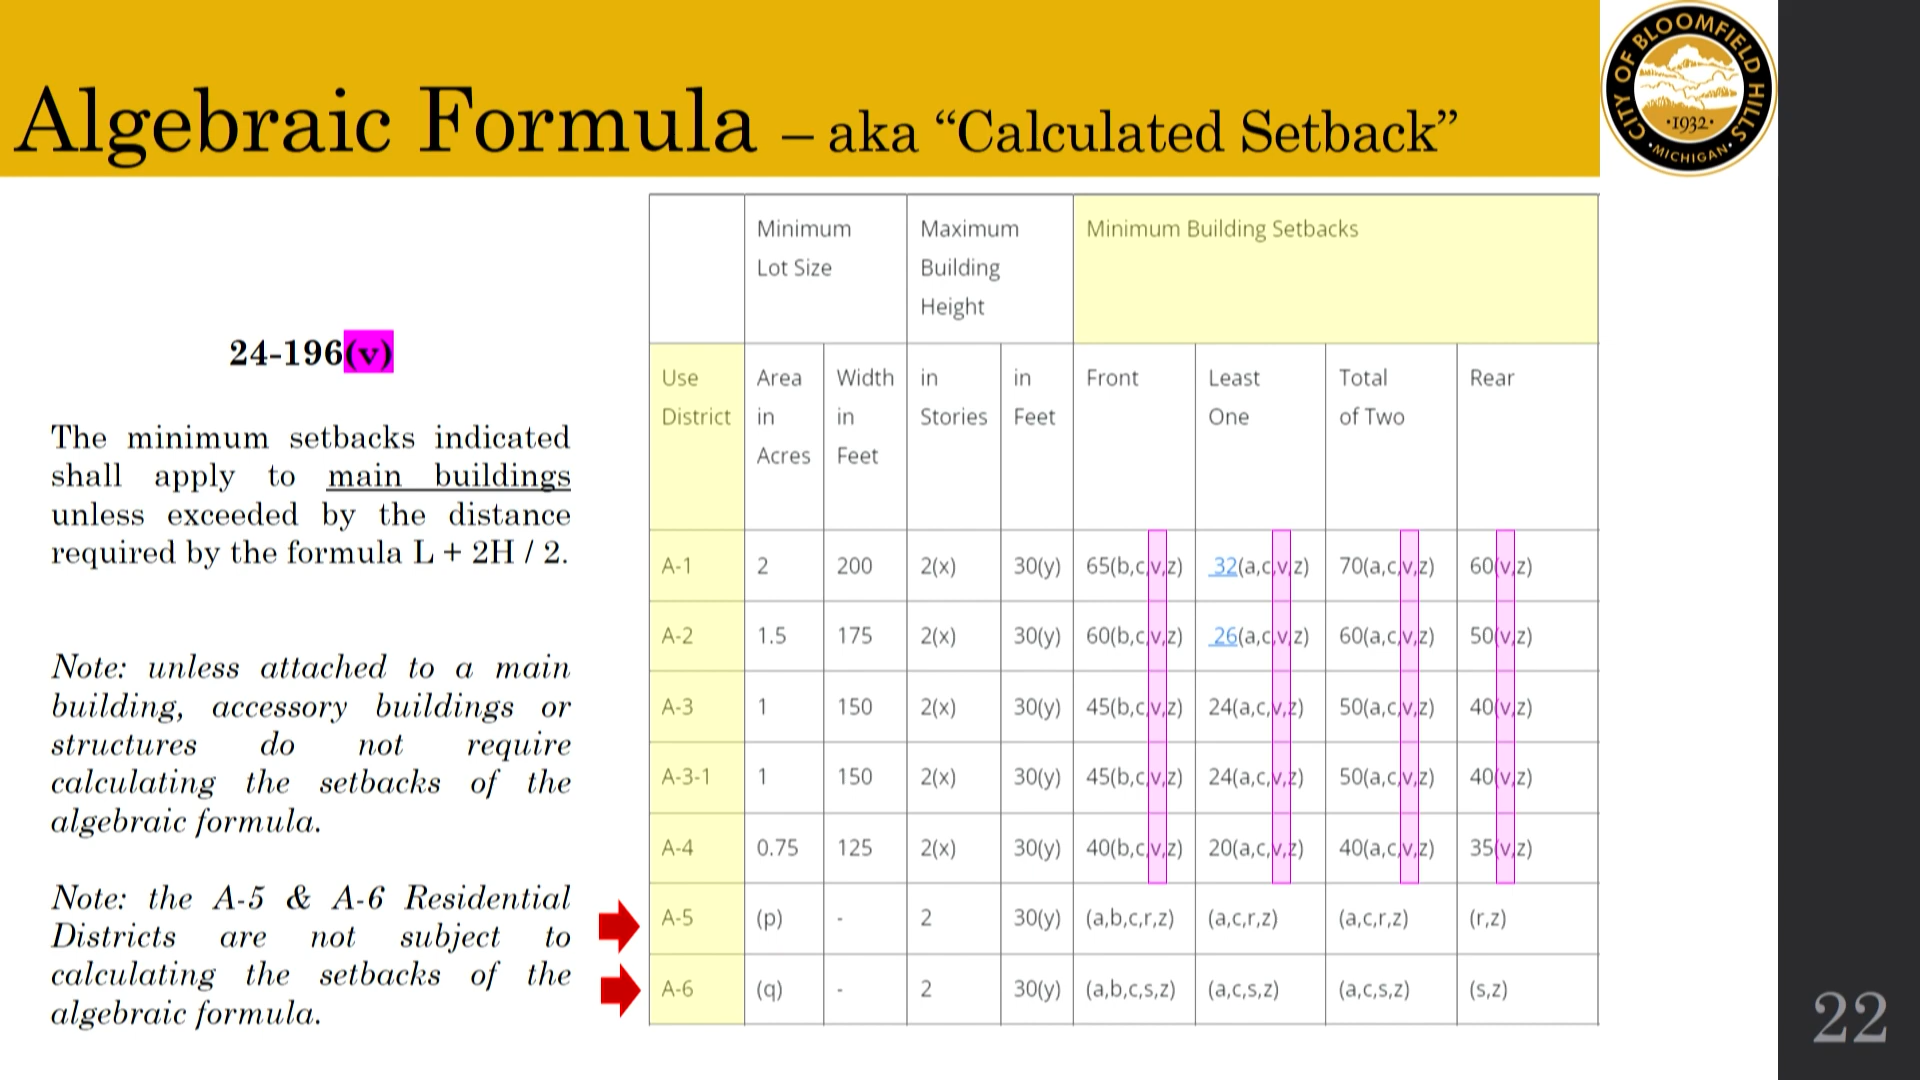 Algebraic Formula – aka “Calculated Setback”
CITY OF BLOOMFIELD HILLS
•1932•
•MICHIGAN•
24-196(v)
The minimum setbacks indicated
shall apply to main buildings
unless exceeded by the distance
required by the formula L + 2H / 2.
Note: unless attached to a main
building, accessory buildings or
structures do not require
calculating the setbacks of the
algebraic formula.
Note: the A-5 & A-6 Residential
Districts are not subject to
calculating the setbacks of the
algebraic formula.
Minimum Maximum Minimum Building Setbacks
Lot Size Building
Height
Use Area Width in in Front Least Total Rear
District in in Stories Feet One of Two
Acres Feet
A-1 2 200 2(x) 30(y) 65(b,c,v,z) 32(a,c,v,z) 70(a,c,v,z) 60(v,z)
A-2 1.5 175 2(x) 30(y) 60(b,c,v,z) 26(a,c,v,z) 60(a,c,v,z) 50(v,z)
A-3 1 150 2(x) 30(y) 45(b,c,v,z) 24(a,c,v,z) 50(a,c,v,z) 40(v,z)
A-3-1 1 150 2(x) 30(y) 45(b,c,v,z) 24(a,c,v,z) 50(a,c,v,z) 40(v,z)
A-4 0.75 125 2(x) 30(y) 40(b,c,v,z) 20(a,c,v,z) 40(a,c,v,z) 35(v,z)
A-5 (p) - 2 30(y) (a,b,c,r,z) (a,c,r,z) (a,c,r,z) (r,z)
A-6 (q) - 2 30(y) (a,b,c,s,z) (a,c,s,z) (a,c,s,z) (s,z)
22